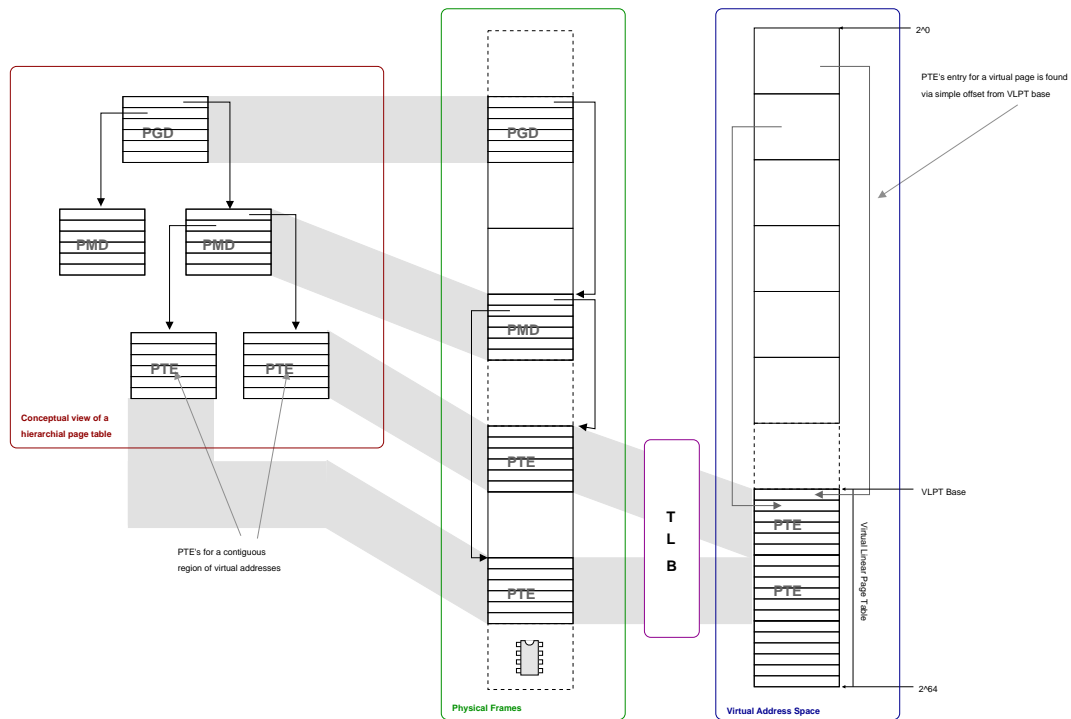 PGD
PMD
PMD
PTE
PTE
Conceptual view of a
hierarchial page table
PTE's for a contiguous
region of virtual addresses
PGD
PMD
PTE
PTE
Physical Frames
T
L
B
2^0
PTE's entry for a virtual page is found
via simple offset from VLPT base
VLPT Base
PTE
PTE
Virtual Linear Page Table
2^64
Virtual Address Space